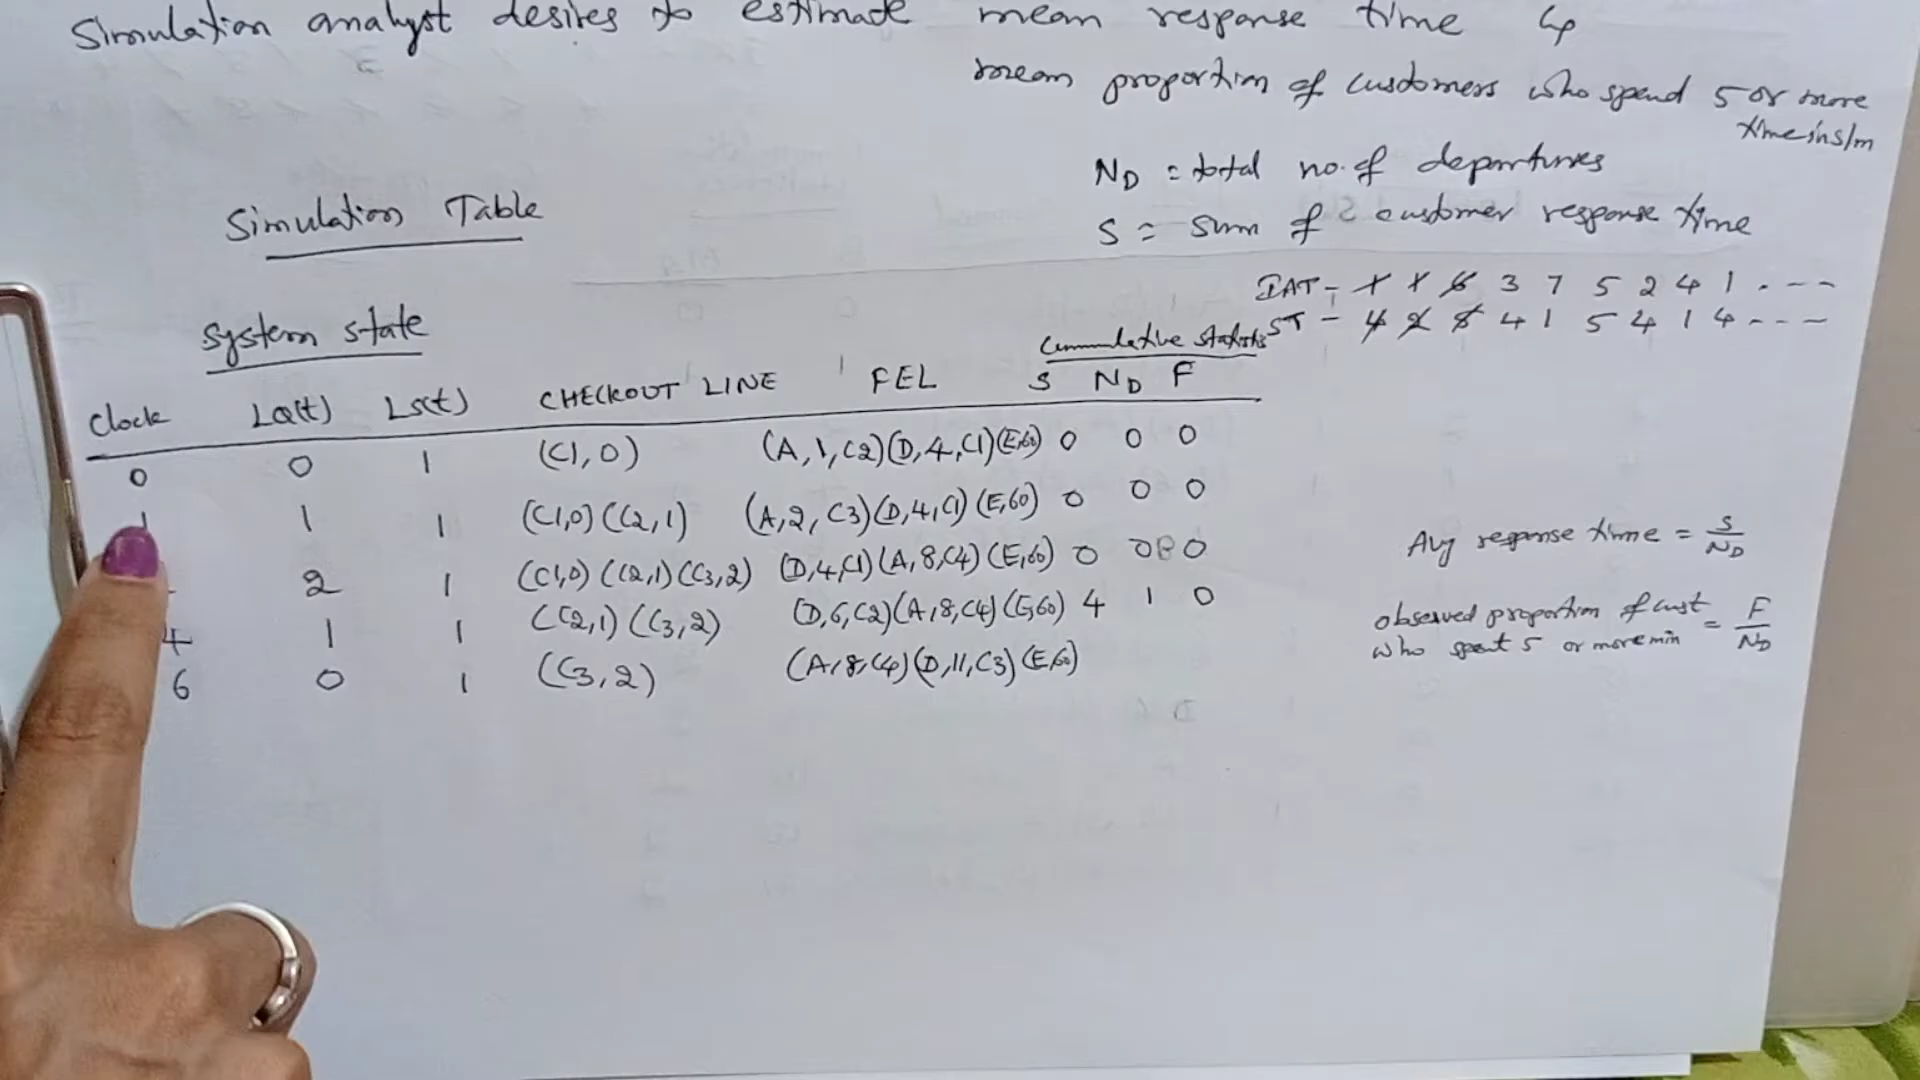 Simulation analyst desires to estimate mean response time &
mean proportion of customers who spend 5 or more
time in s/m
ND = total no. of departures
S = sum of customer response time
Simulation Table
IAT - 1 1 6 3 7 5 2 4 1 . ---
ST - 4 2 5 4 1 5 4 1 4 ---
System state
Cummulative statistics
Clock LQ(t) LS(t) CHECKOUT LINE FEL S ND F
0 0 1 (C1,0) (A,1,C2)(D,4,C1)(E,60) 0 0 0
1 1 1 (C1,0)(C2,1) (A,2,C3)(D,4,C1)(E,60) 0 0 0
2 1 (C1,0)(C2,1)(C3,2) (D,4,C1)(A,8,C4)(E,60) 0 0 0
4 1 1 (C2,1)(C3,2) (D,6,C2)(A,8,C4)(E,60) 4 1 0
6 0 1 (C3,2) (A,8,C4)(D,11,C3)(E,60)
Avg response time = S/ND
observed proportion of cust
who spent 5 or more min = F/ND